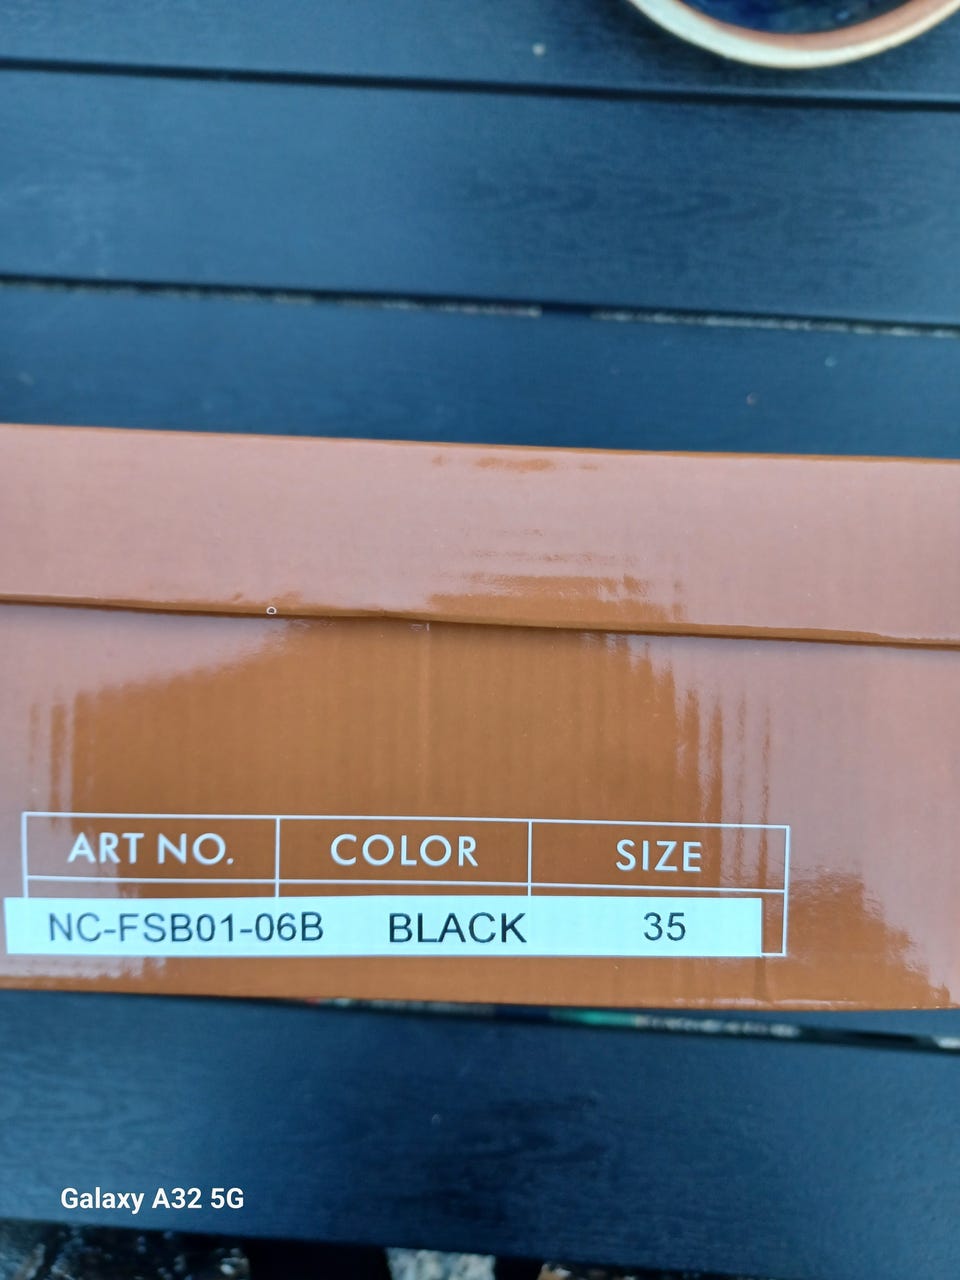 ART NO. COLOR SIZE
NC-FSB01-06B BLACK 35
Galaxy A32 5G